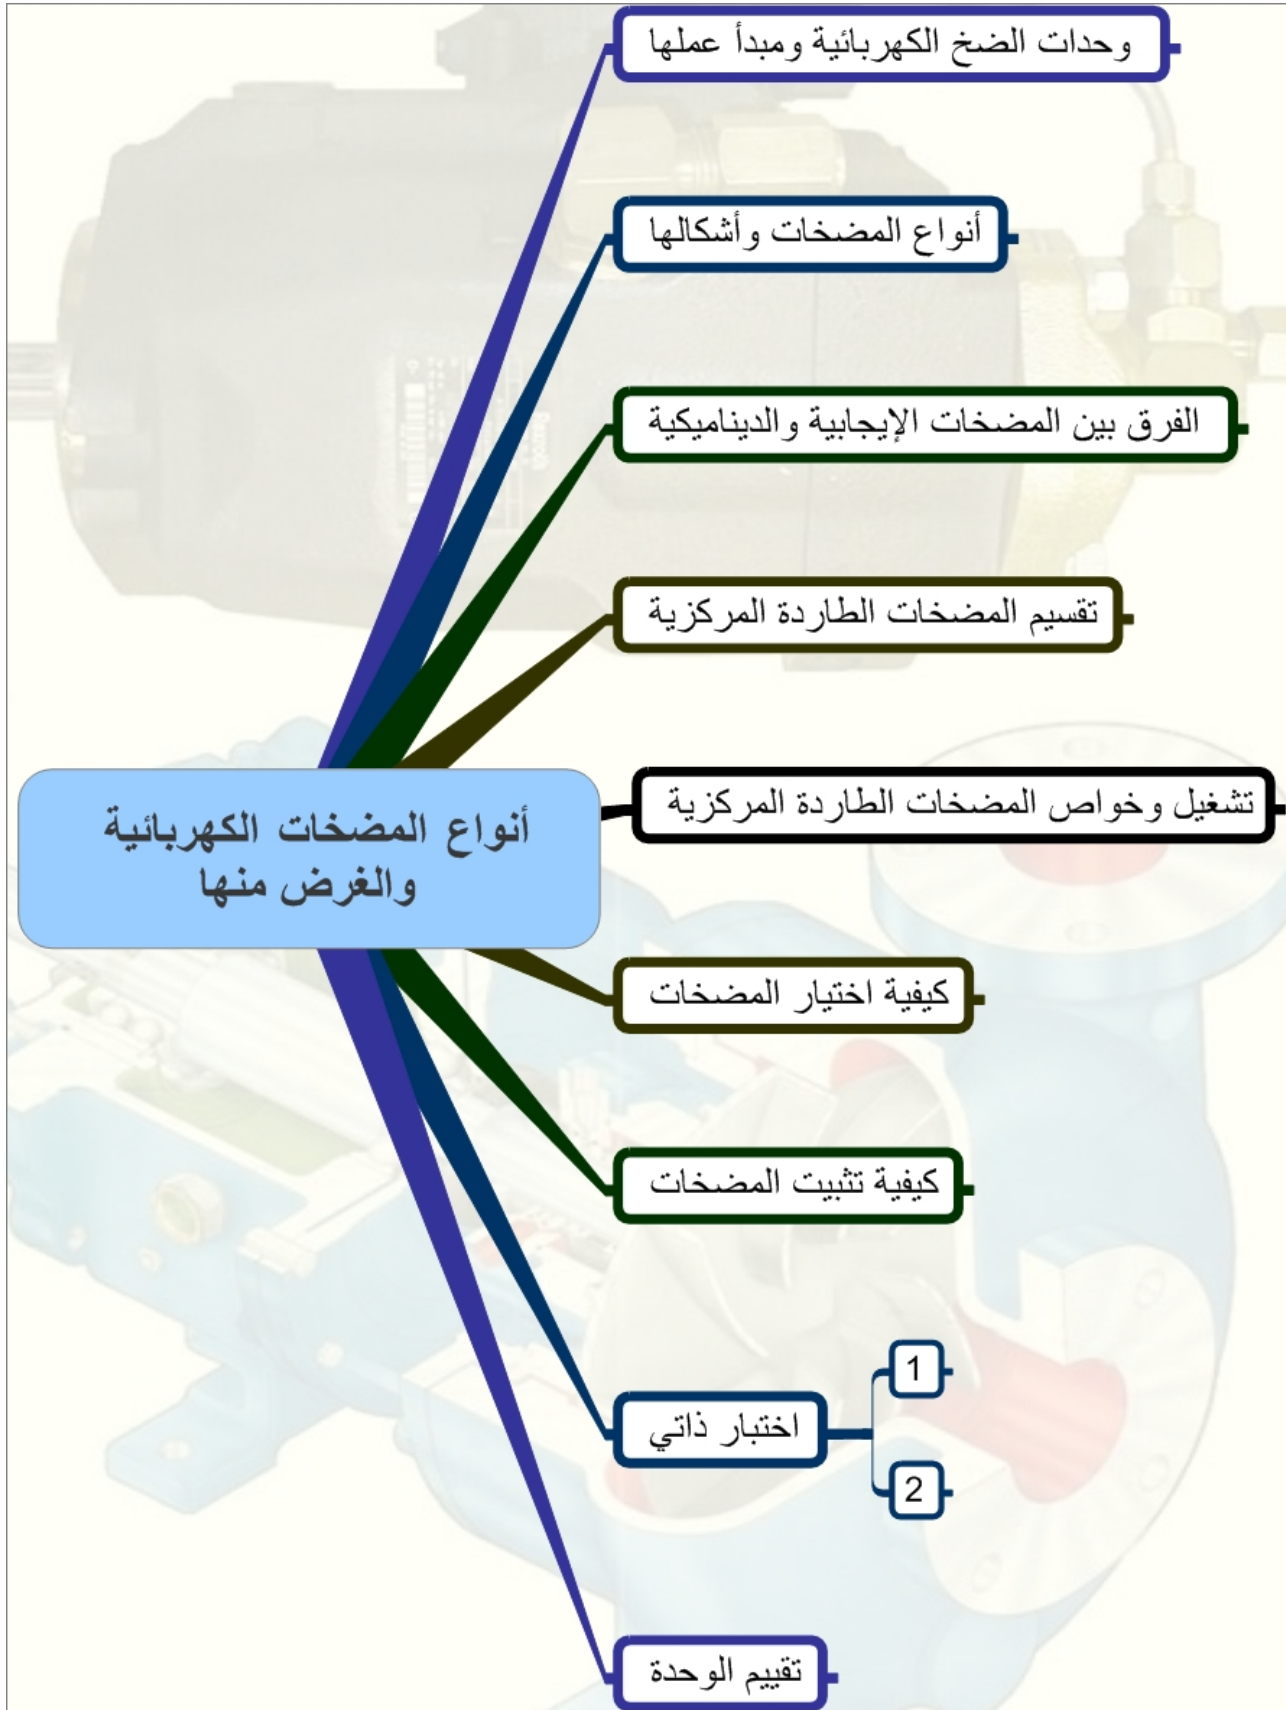 وحدات الضخ الكهربائية ومبدأ عملها
أنواع المضخات وأشكالها
الفرق بين المضخات الإيجابية والديناميكية
تقسيم المضخات الطاردة المركزية
تشغيل وخواص المضخات الطاردة المركزية
أنواع المضخات الكهربائية
والغرض منها
كيفية اختيار المضخات
كيفية تثبيت المضخات
اختبار ذاتي
1
2
تقييم الوحدة